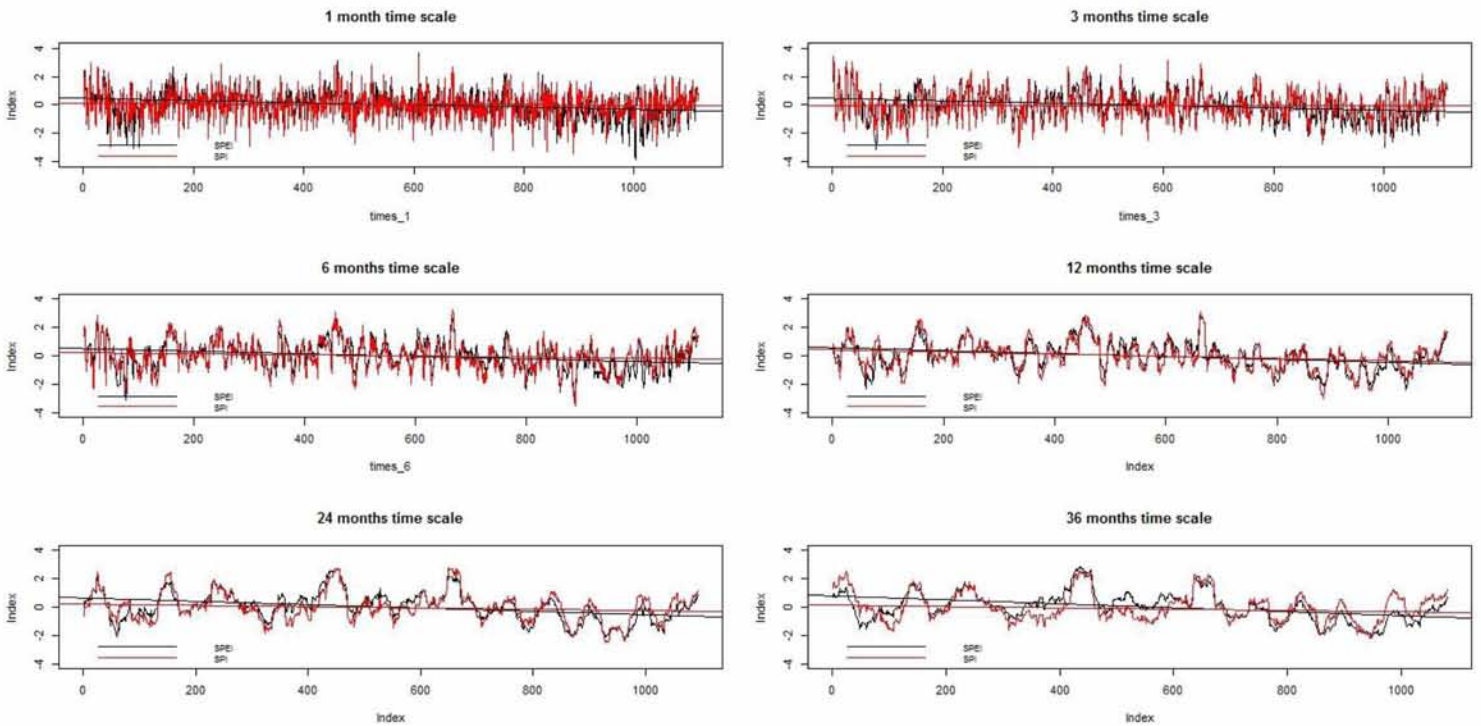 1 month time scale
Index
4
2
0
-2
-4
SPEI
SPI
0 200 400 600 800 1000
times_1
3 months time scale
Index
4
2
0
-2
-4
SPEI
SPI
0 200 400 600 800 1000
times_3
6 months time scale
Index
4
2
0
-2
-4
SPEI
SPI
0 200 400 600 800 1000
times_6
12 months time scale
Index
4
2
0
-2
-4
SPEI
SPI
0 200 400 600 800 1000
Index
24 months time scale
Index
4
2
0
-2
-4
SPEI
SPI
0 200 400 600 800 1000
Index
36 months time scale
Index
4
2
0
-2
-4
SPEI
SPI
0 200 400 600 800 1000
Index